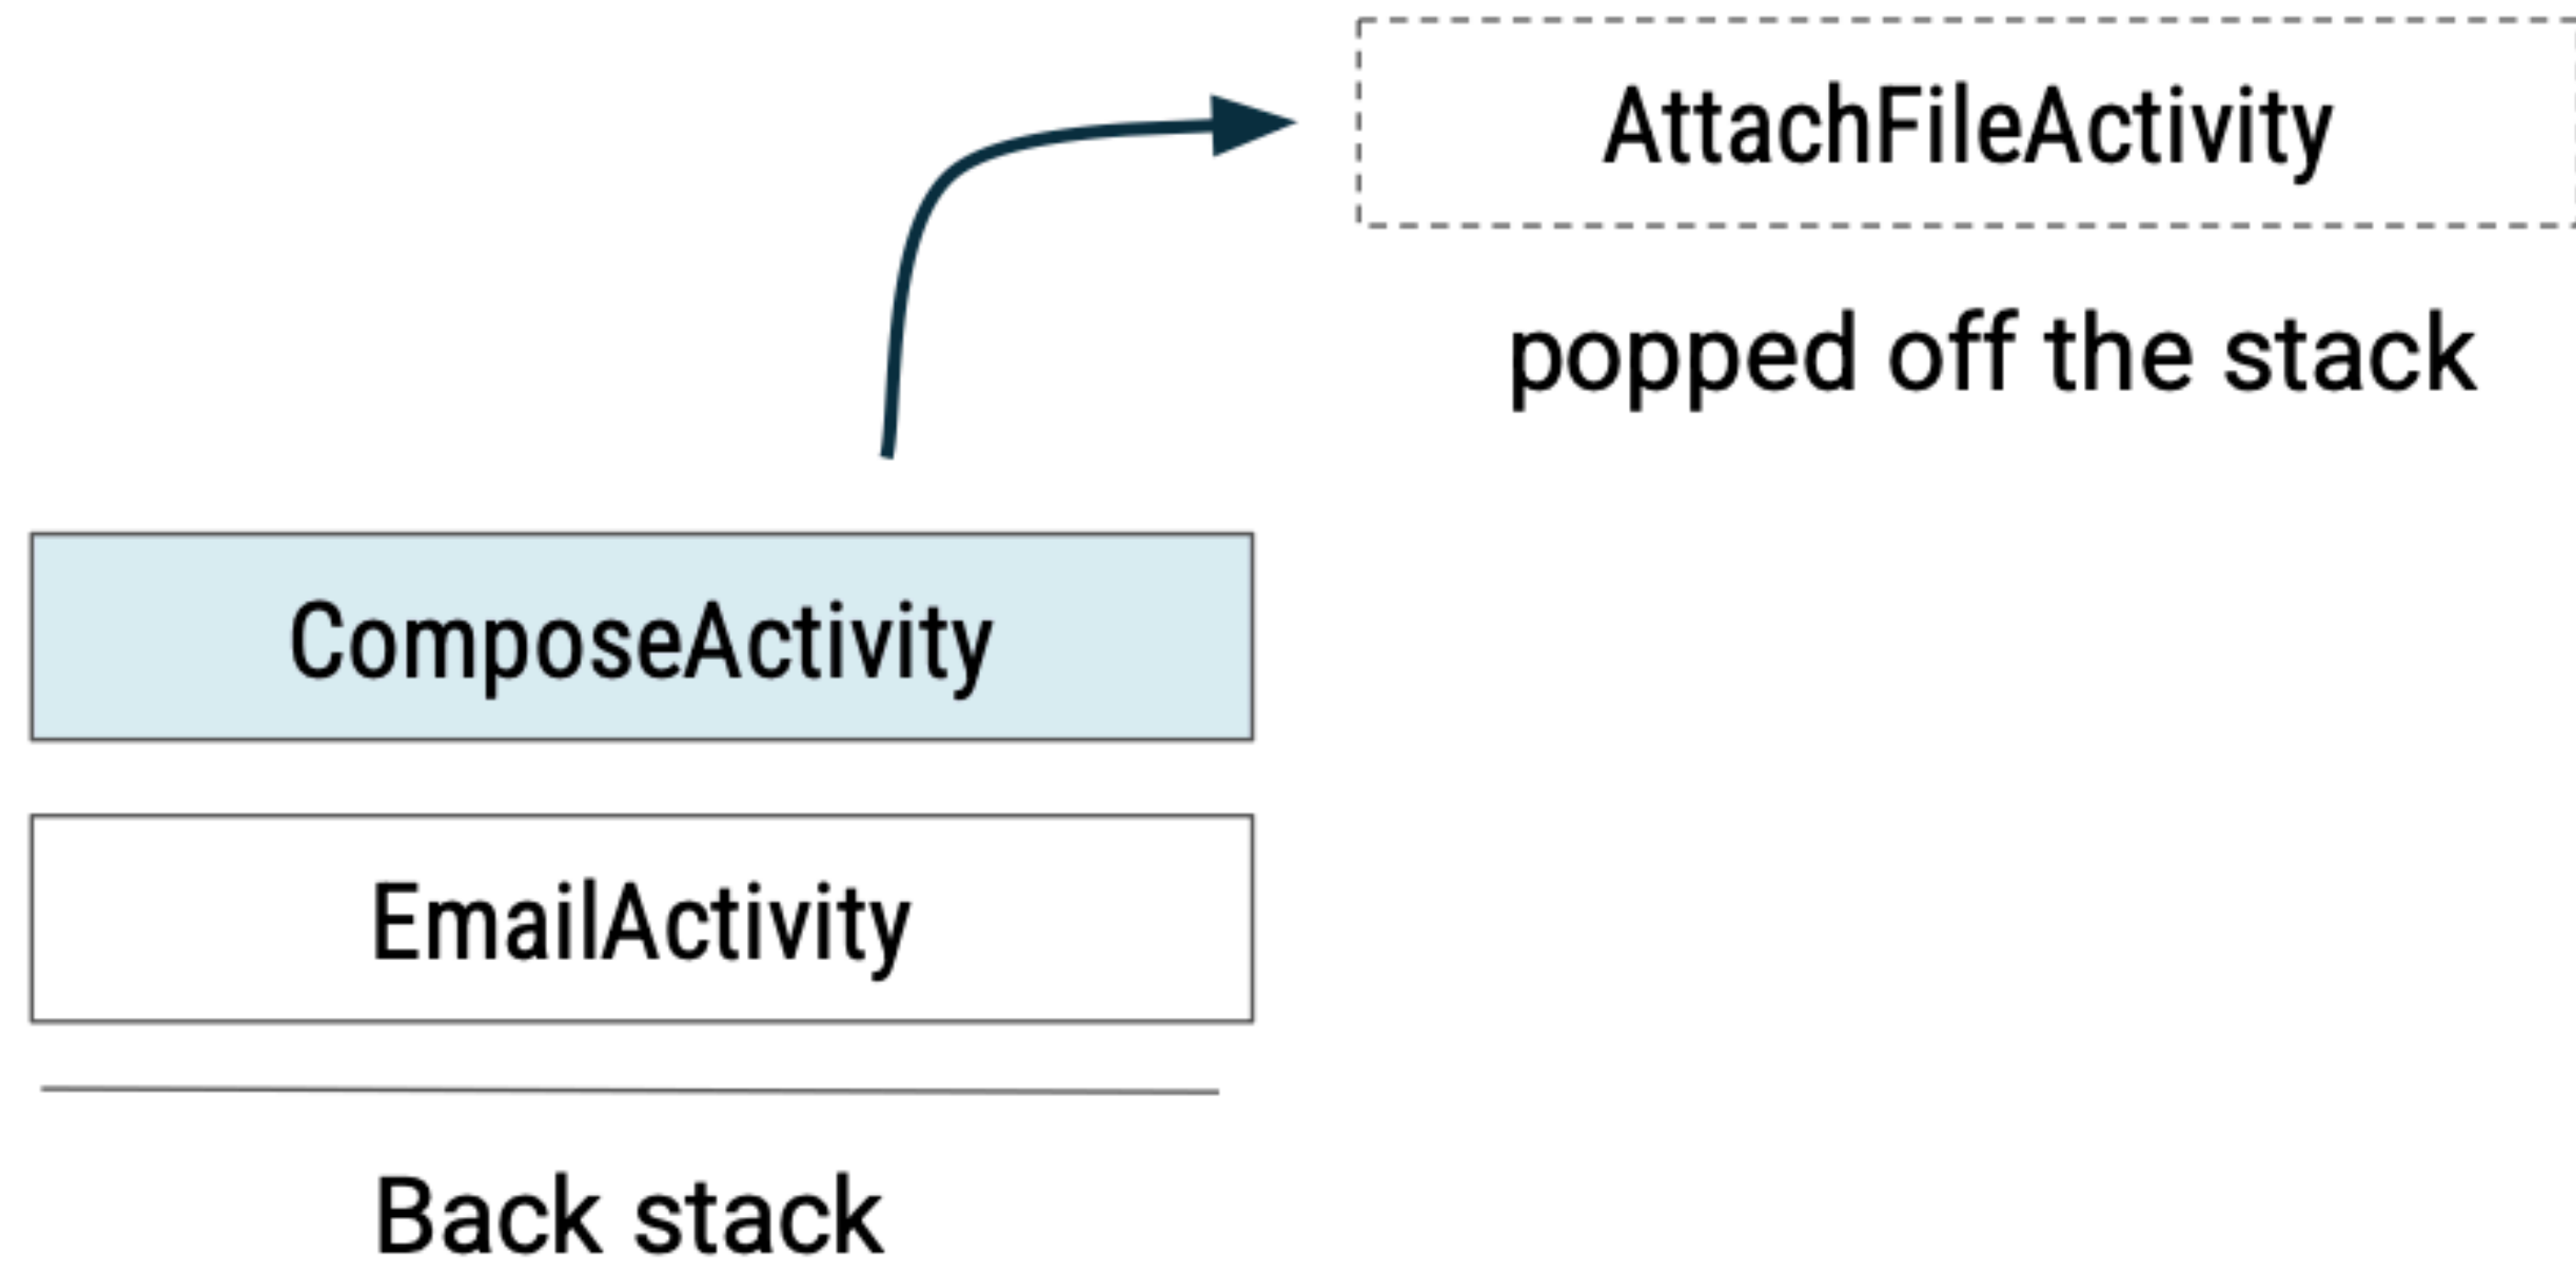 AttachFileActivity
popped off the stack
ComposeActivity
EmailActivity
Back stack